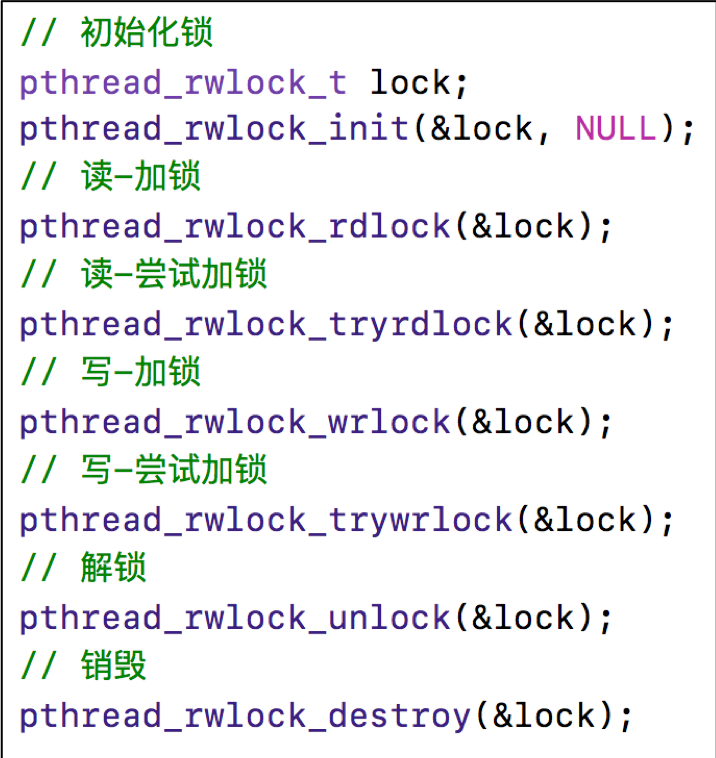 // 初始化锁
pthread_rwlock_t lock;
pthread_rwlock_init(&lock, NULL);
// 读-加锁
pthread_rwlock_rdlock(&lock);
// 读-尝试加锁
pthread_rwlock_tryrdlock(&lock);
// 写-加锁
pthread_rwlock_wrlock(&lock);
// 写-尝试加锁
pthread_rwlock_trywrlock(&lock);
// 解锁
pthread_rwlock_unlock(&lock);
// 销毁
pthread_rwlock_destroy(&lock);